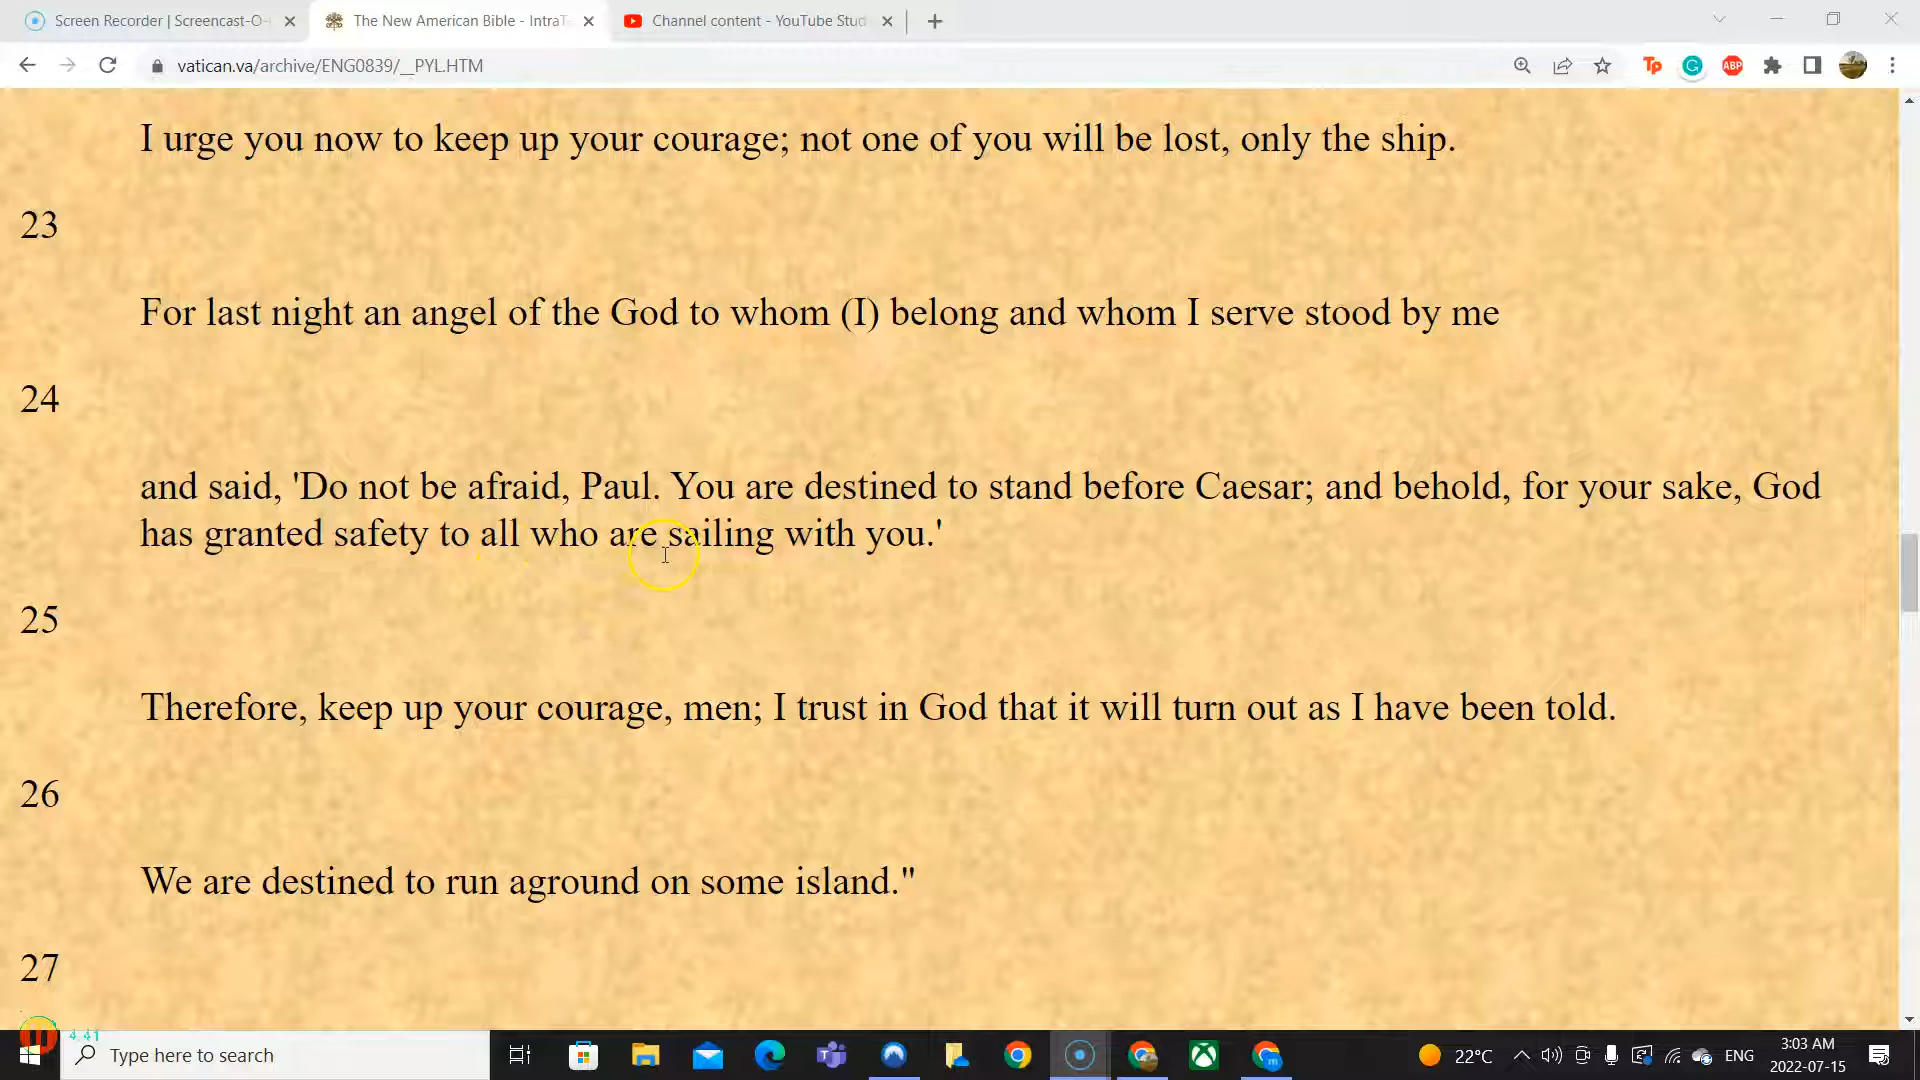 Screen Recorder | Screencast-O-
The New American Bible - IntraT
Channel content - YouTube Stud
vatican.va/archive/ENG0839/__PYL.HTM
Tp
ABP
I urge you now to keep up your courage; not one of you will be lost, only the ship.
23
For last night an angel of the God to whom (I) belong and whom I serve stood by me
24
and said, 'Do not be afraid, Paul. You are destined to stand before Caesar; and behold, for your sake, God
has granted safety to all who are sailing with you.'
25
Therefore, keep up your courage, men; I trust in God that it will turn out as I have been told.
26
We are destined to run aground on some island."
27
4:41
Type here to search
m
22°C
ENG
3:03 AM
2022-07-15